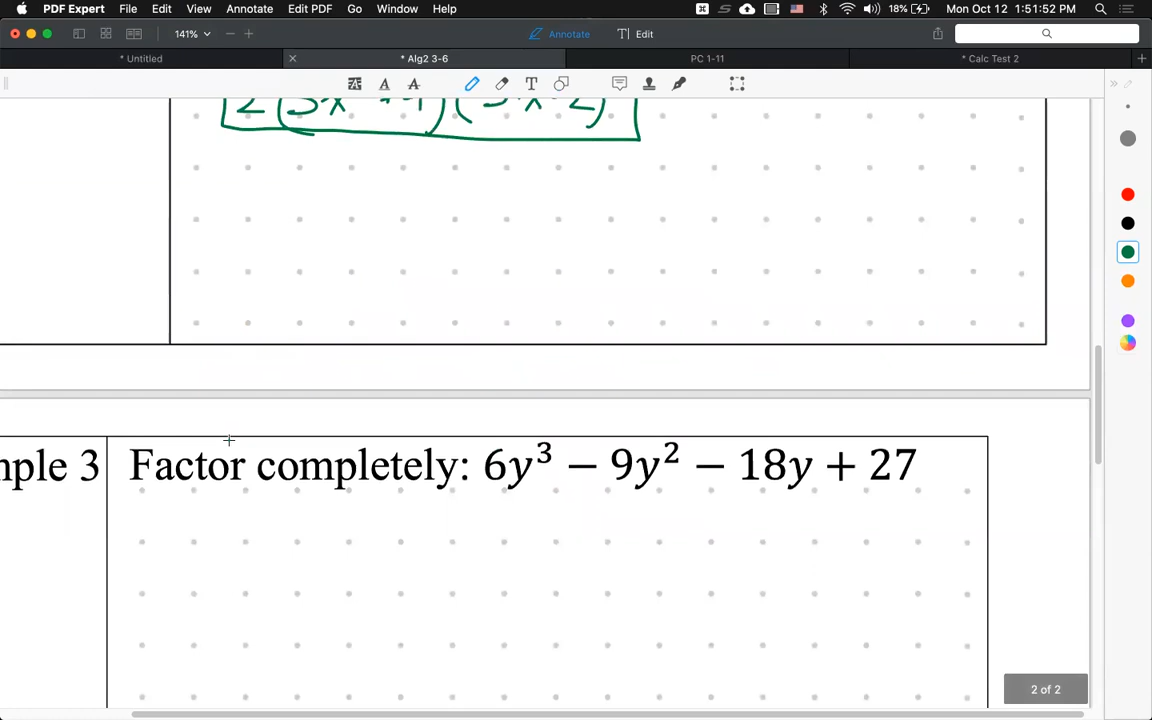 PDF Expert File Edit View Annotate Edit PDF Go Window Help 18% Mon Oct 12 1:51:52 PM
141% Annotate Edit
* Untitled * Alg2 3-6 PC 1-11 * Calc Test 2
mple 3 Factor completely: 6y³ − 9y² − 18y + 27
2 of 2